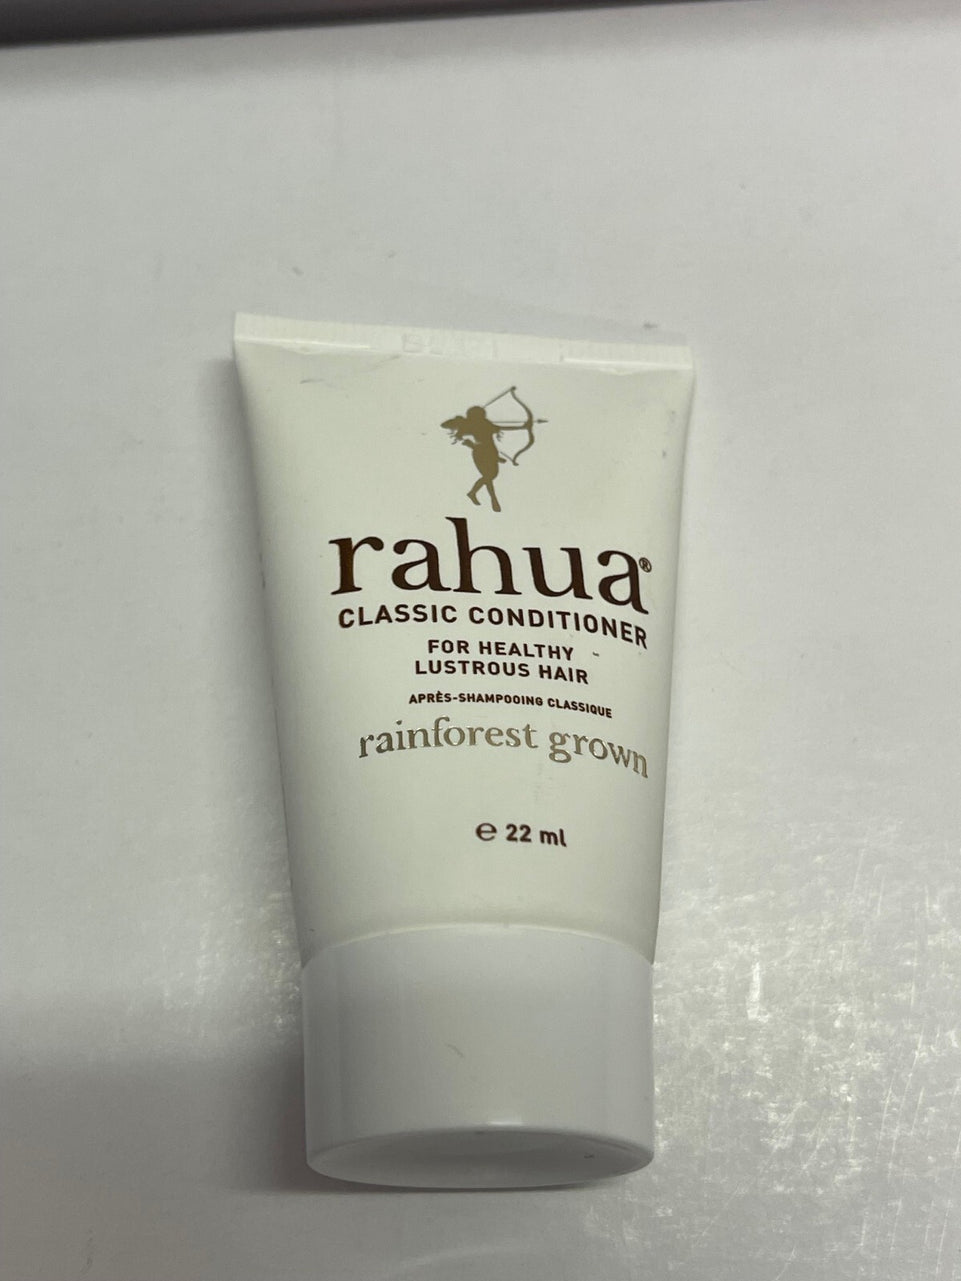 rahua®
CLASSIC CONDITIONER
FOR HEALTHY
LUSTROUS HAIR
APRÈS-SHAMPOOING CLASSIQUE
rainforest grown
℮ 22 ml